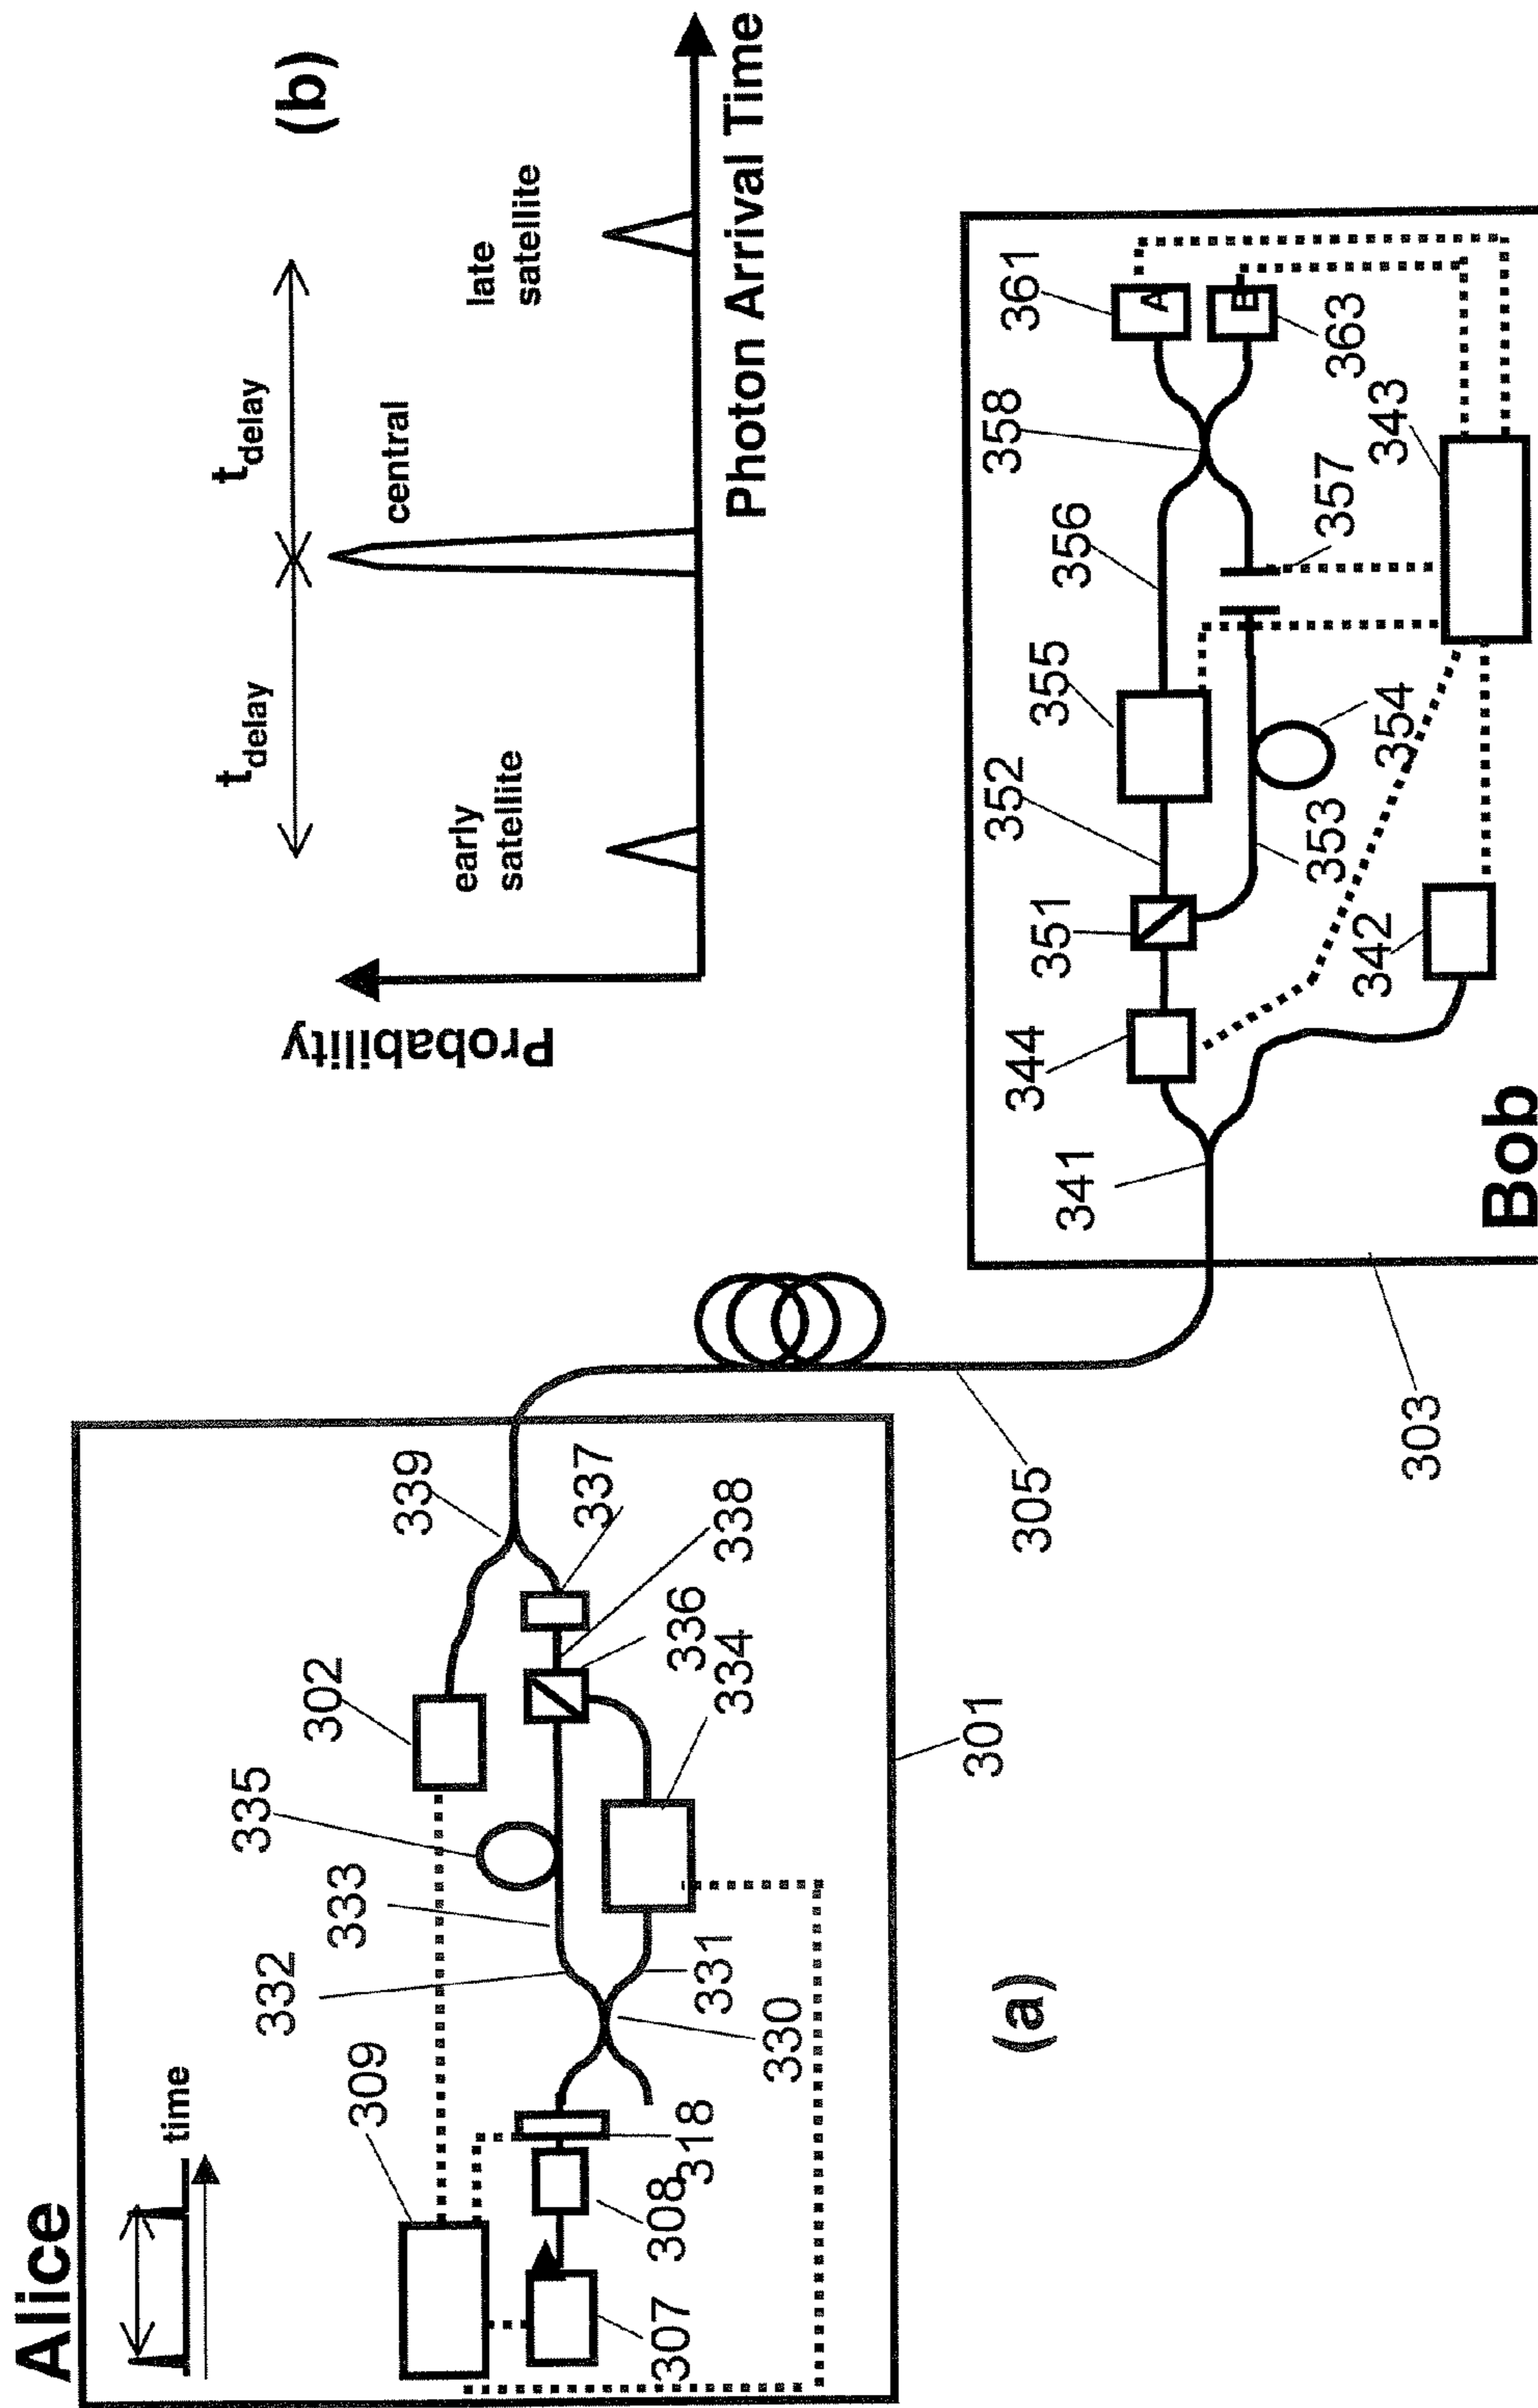 Alice
time
309
332
333
335
302
339
337
338
336
334
331
330
318
308
307
301
305
(a)
(b)
Probability
t_delay
t_delay
early
satellite
central
late
satellite
Photon Arrival Time
303
341
344
351
352
355
356
358
361
A
B
363
357
343
354
353
342
Bob